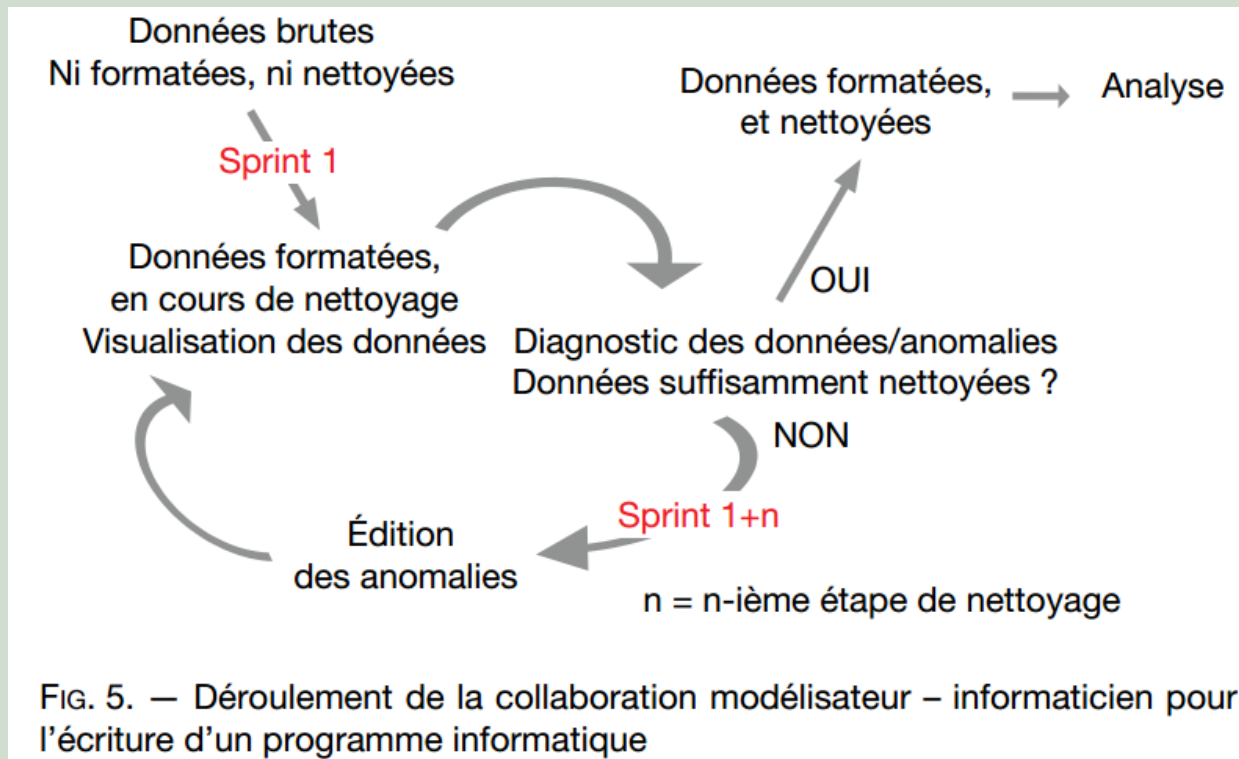 Données brutes
Ni formatées, ni nettoyées
Sprint 1
Données formatées,
en cours de nettoyage
Visualisation des données
Données formatées,
et nettoyées
Analyse
OUI
Diagnostic des données/anomalies
Données suffisamment nettoyées ?
NON
Sprint 1+n
Édition
des anomalies
n = n-ième étape de nettoyage
FIG. 5. — Déroulement de la collaboration modélisateur – informaticien pour
l’écriture d’un programme informatique